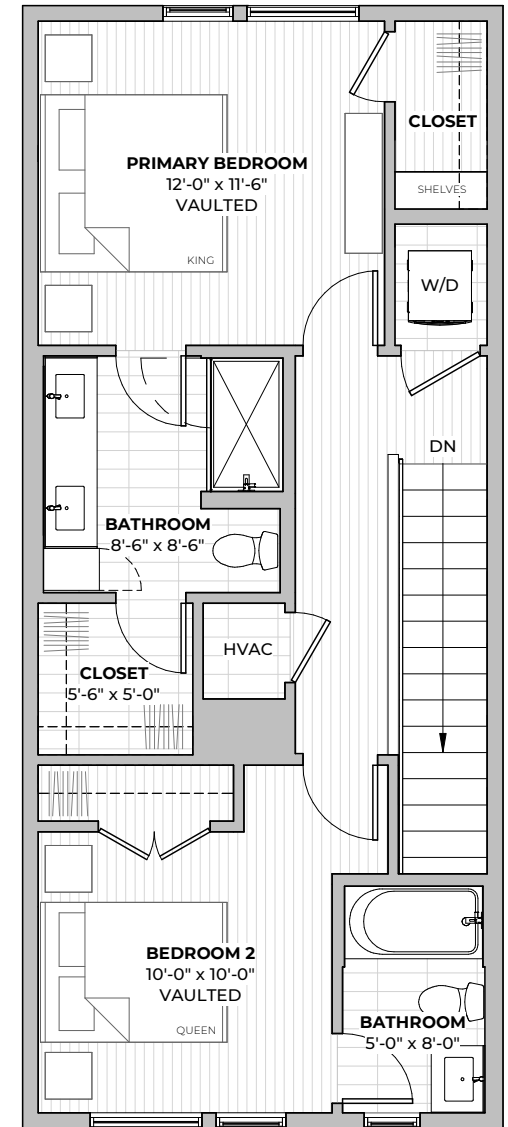 CLOSET
SHELVES
PRIMARY BEDROOM
12'-0" x 11'-6"
VAULTED
KING
W/D
DN
BATHROOM
8'-6" x 8'-6"
HVAC
CLOSET
5'-6" x 5'-0"
BEDROOM 2
10'-0" x 10'-0"
VAULTED
QUEEN
BATHROOM
5'-0" x 8'-0"